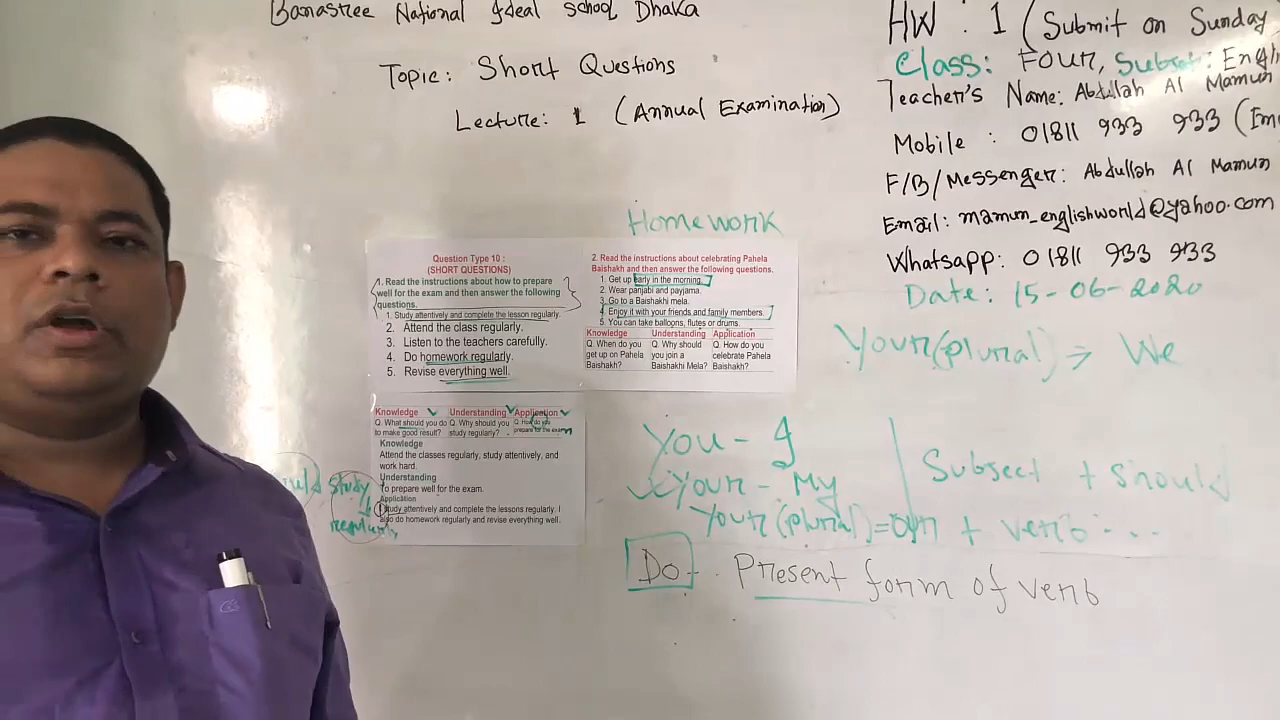 Banasree National Ideal School Dhaka
Topic: Short Questions
Lecture: 1 (Annual Examination)
HW : 1 (Submit on Sunday
Class: Four, Subect: Engli
Teacher's Name: Abdullah Al Mamun
Mobile : 01811 933 933 (Emo
F/B/Messenger: Abdullah Al Mamun
Email: mamun_englishworld@yahoo.com
Whatsapp: 01811 933 933
Date: 15-06-2020
Homework
Question Type 10 :
(SHORT QUESTIONS)
1. Read the instructions about how to prepare
well for the exam and then answer the following
questions.
1. Study attentively and complete the lesson regularly.
2. Attend the class regularly.
3. Listen to the teachers carefully.
4. Do homework regularly.
5. Revise everything well.
2. Read the instructions about celebrating Pahela
Baishakh and then answer the following questions.
1. Get up early in the morning.
2. Wear panjabi and payjama.
3. Go to a Baishakhi mela.
4. Enjoy it with your friends and family members.
5. You can take balloons, flutes or drums.
Knowledge Understanding Application
Q. When do you Q. Why should Q. How do you
get up on Pahela you join a celebrate Pahela
Baishakh? Baishakhi Mela? Baishakh?
Knowledge Understanding Application
Q. What should you do Q. Why should you Q. How do you
to make good result? study regularly? prepare for the exam
Knowledge
Attend the classes regularly, study attentively, and
work hard.
Understanding
To prepare well for the exam.
Application
Study attentively and complete the lessons regularly. I
also do homework regularly and revise everything well.
study
regularly
Your(plural) ⇒ We
You - I
Your - My
Your(plural)=our
Subject + should
+ verb ...
Do - Present form of verb